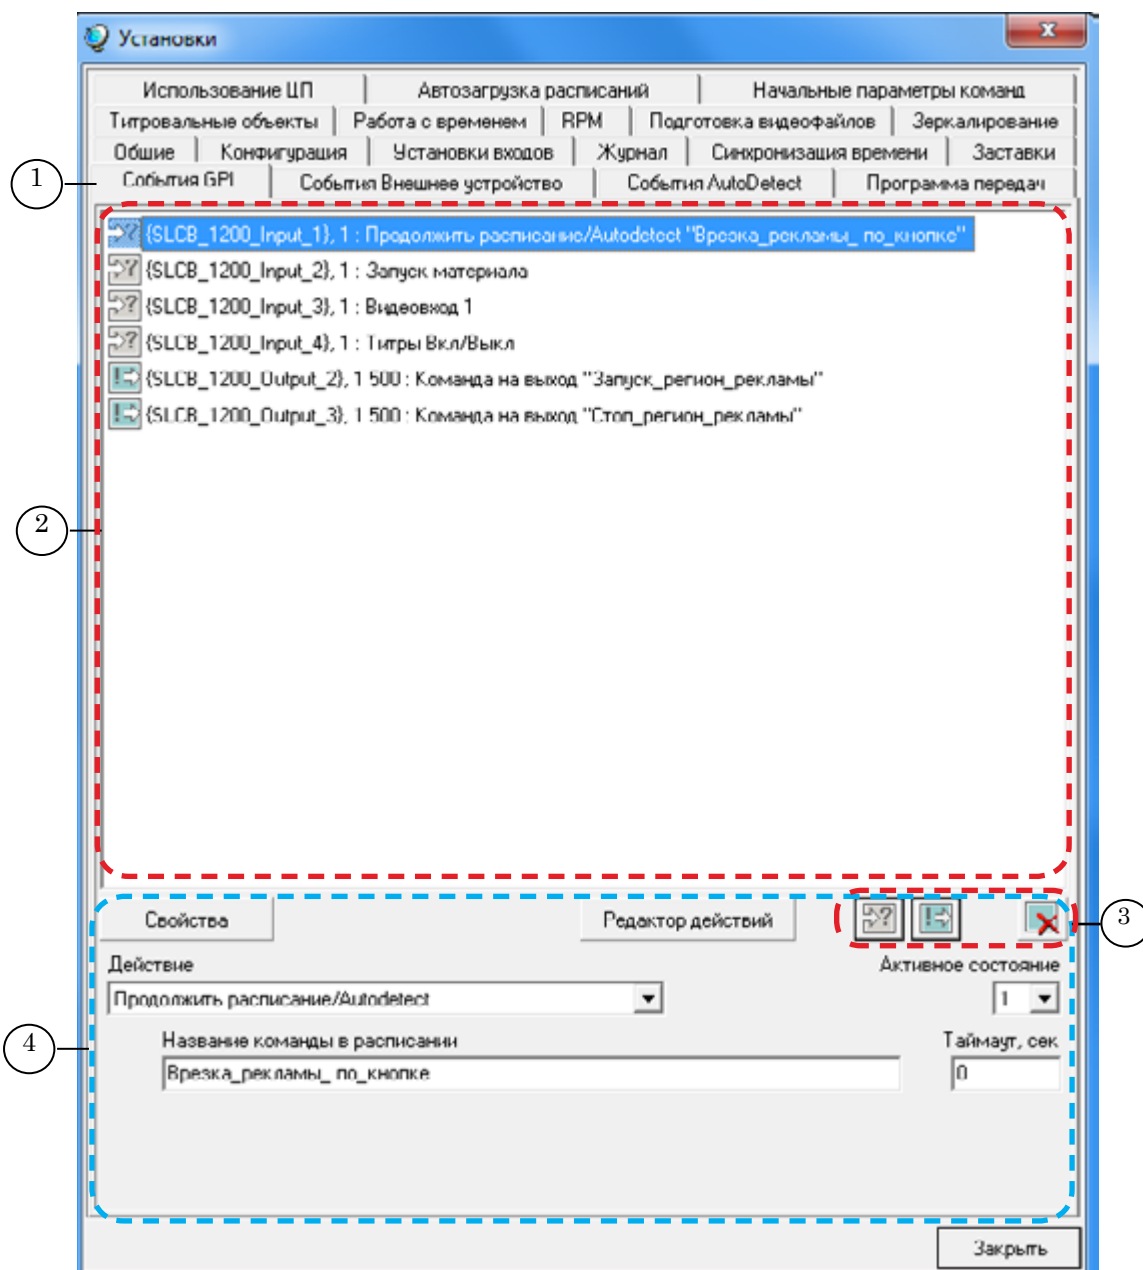 Установки
Использование ЦП Автозагрузка расписаний Начальные параметры команд
Титровальные объекты Работа с временем RPM Подготовка видеофайлов Зеркалирование
Общие Конфигурация Установки входов Журнал Синхронизация времени Заставки
События GPI События Внешнее устройство События AutoDetect Программа передач
1
{SLCB_1200_Input_1}, 1 : Продолжить расписание/Autodetect "Врезка_рекламы_ по_кнопке"
{SLCB_1200_Input_2}, 1 : Запуск материала
{SLCB_1200_Input_3}, 1 : Видеовход 1
{SLCB_1200_Input_4}, 1 : Титры Вкл/Выкл
{SLCB_1200_Output_2}, 1 500 : Команда на выход "Запуск_регион_рекламы"
{SLCB_1200_Output_3}, 1 500 : Команда на выход "Стоп_регион_рекламы"
2
Свойства Редактор действий
3
Действие Активное состояние
Продолжить расписание/Autodetect 1
Название команды в расписании Таймаут, сек
4
Врезка_рекламы_ по_кнопке 0
Закрыть